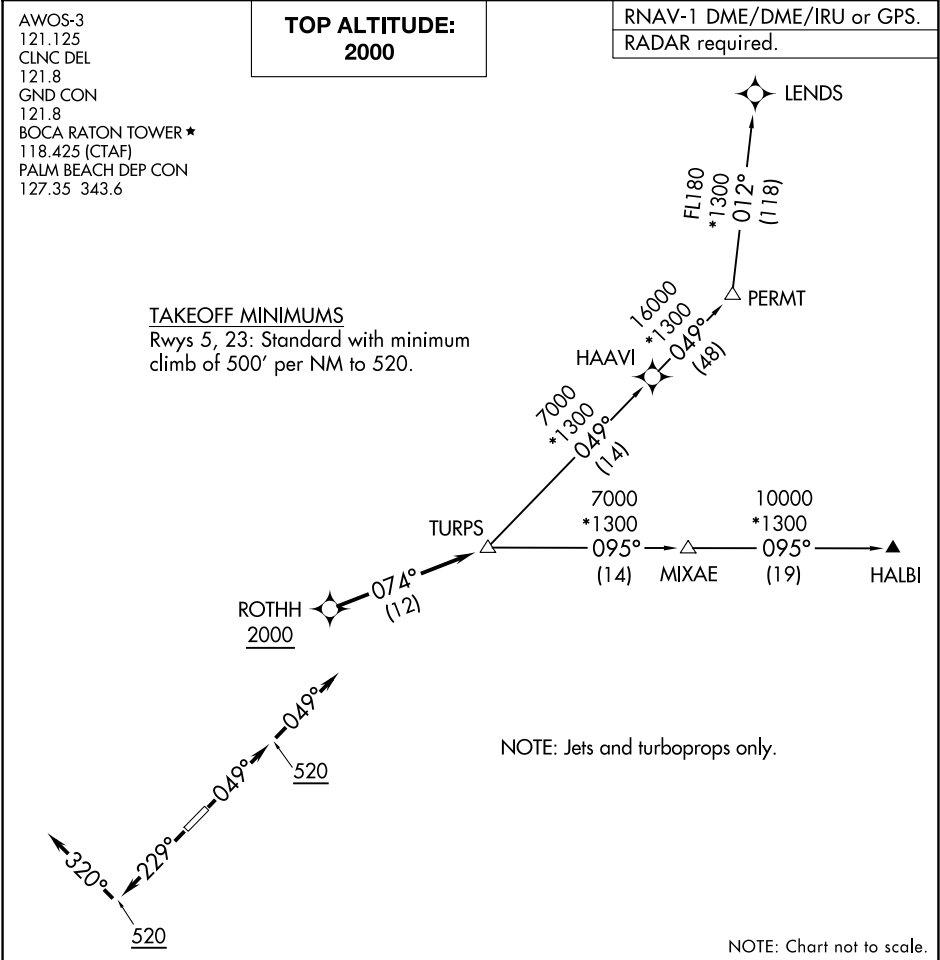 AWOS-3
121.125
CLNC DEL
121.8
GND CON
121.8
BOCA RATON TOWER ★
118.425 (CTAF)
PALM BEACH DEP CON
127.35 343.6
TOP ALTITUDE:
2000
RNAV-1 DME/DME/IRU or GPS.
RADAR required.
LENDS
FL180
*1300
012°
(118)
PERMT
TAKEOFF MINIMUMS
Rwys 5, 23: Standard with minimum
climb of 500' per NM to 520.
16000
*1300
049°
(48)
HAAVI
7000
*1300
049°
(14)
TURPS
7000
*1300
095°
(14)
MIXAE
10000
*1300
095°
(19)
HALBI
074°
(12)
ROTHH
2000
049°
520
049°
229°
320°
520
NOTE: Jets and turboprops only.
NOTE: Chart not to scale.